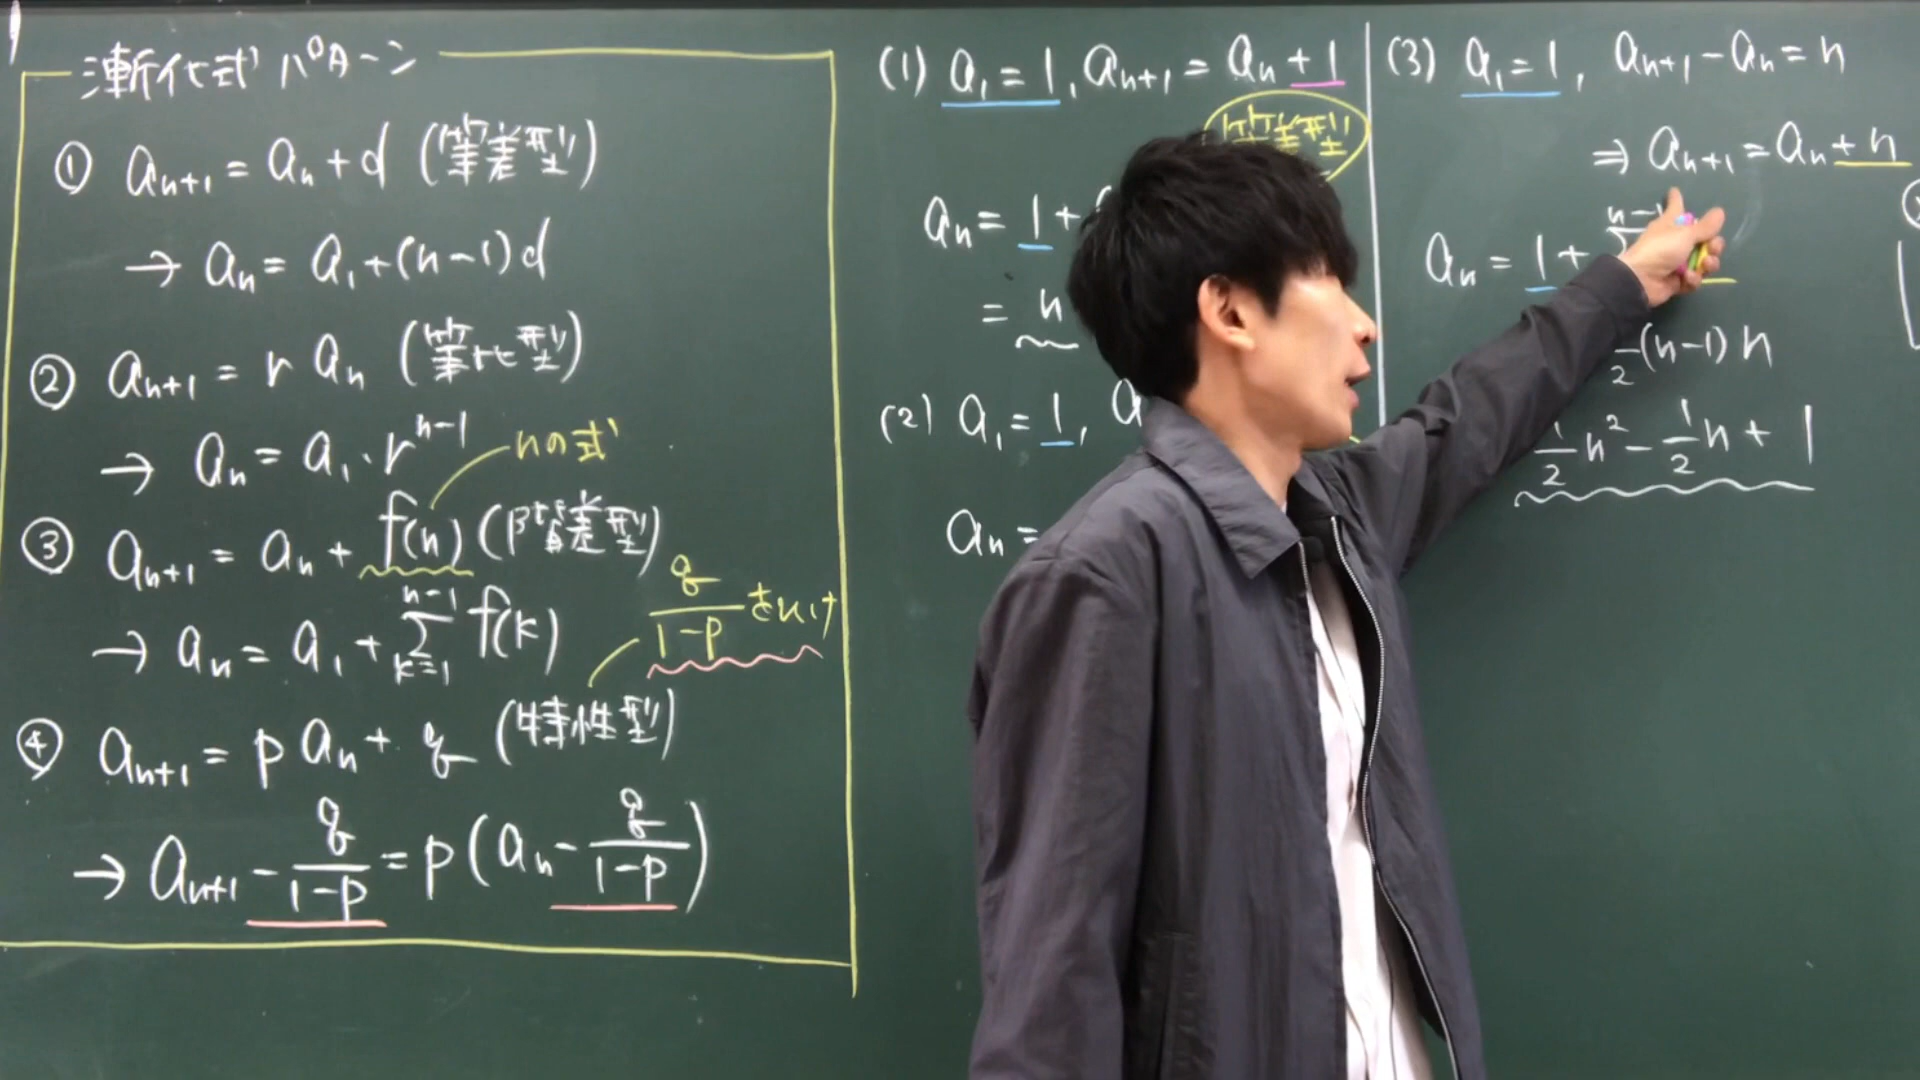 漸化式パターン
① an+1 = an + d (等差型)
→ an = a1 + (n-1)d
② an+1 = r an (等比型)
→ an = a1・r^n-1
nの式
③ an+1 = an + f(n) (階差型)
→ an = a1 + Σ[k=1, n-1] f(k)
q/(1-p) をひけ
④ an+1 = p an + q (特性型)
→ an+1 - q/(1-p) = p(an - q/(1-p))
(1) a1 = 1, an+1 = an + 1
等差型
an = 1 +
= n
(2) a1 = 1, a
an =
(3) a1 = 1, an+1 - an = n
⇒ an+1 = an + n
an = 1 +
2 (n-1) n
1/2 n² - 1/2 n + 1